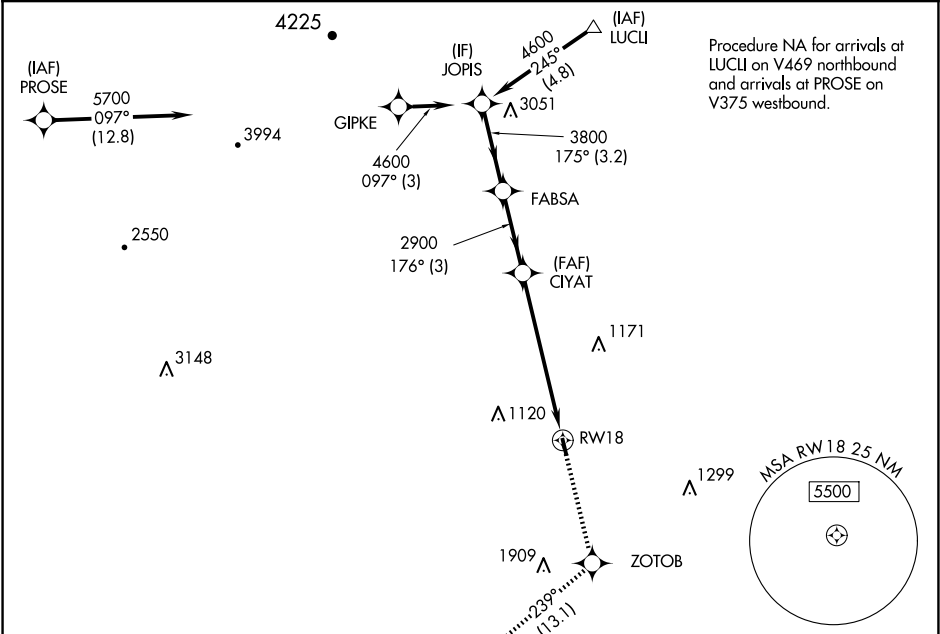 4225
(IAF)
LUCLI
(IF)
JOPIS
4600
245°
(4.8)
Procedure NA for arrivals at
LUCLI on V469 northbound
and arrivals at PROSE on
V375 westbound.
(IAF)
PROSE
5700
097°
(12.8)
GIPKE
3051
3994
4600
097° (3)
3800
175° (3.2)
FABSA
2550
2900
176° (3)
(FAF)
CIYAT
1171
3148
1120
RW18
1299
MSA RW18 25 NM
5500
1909
ZOTOB
239°
(13.1)